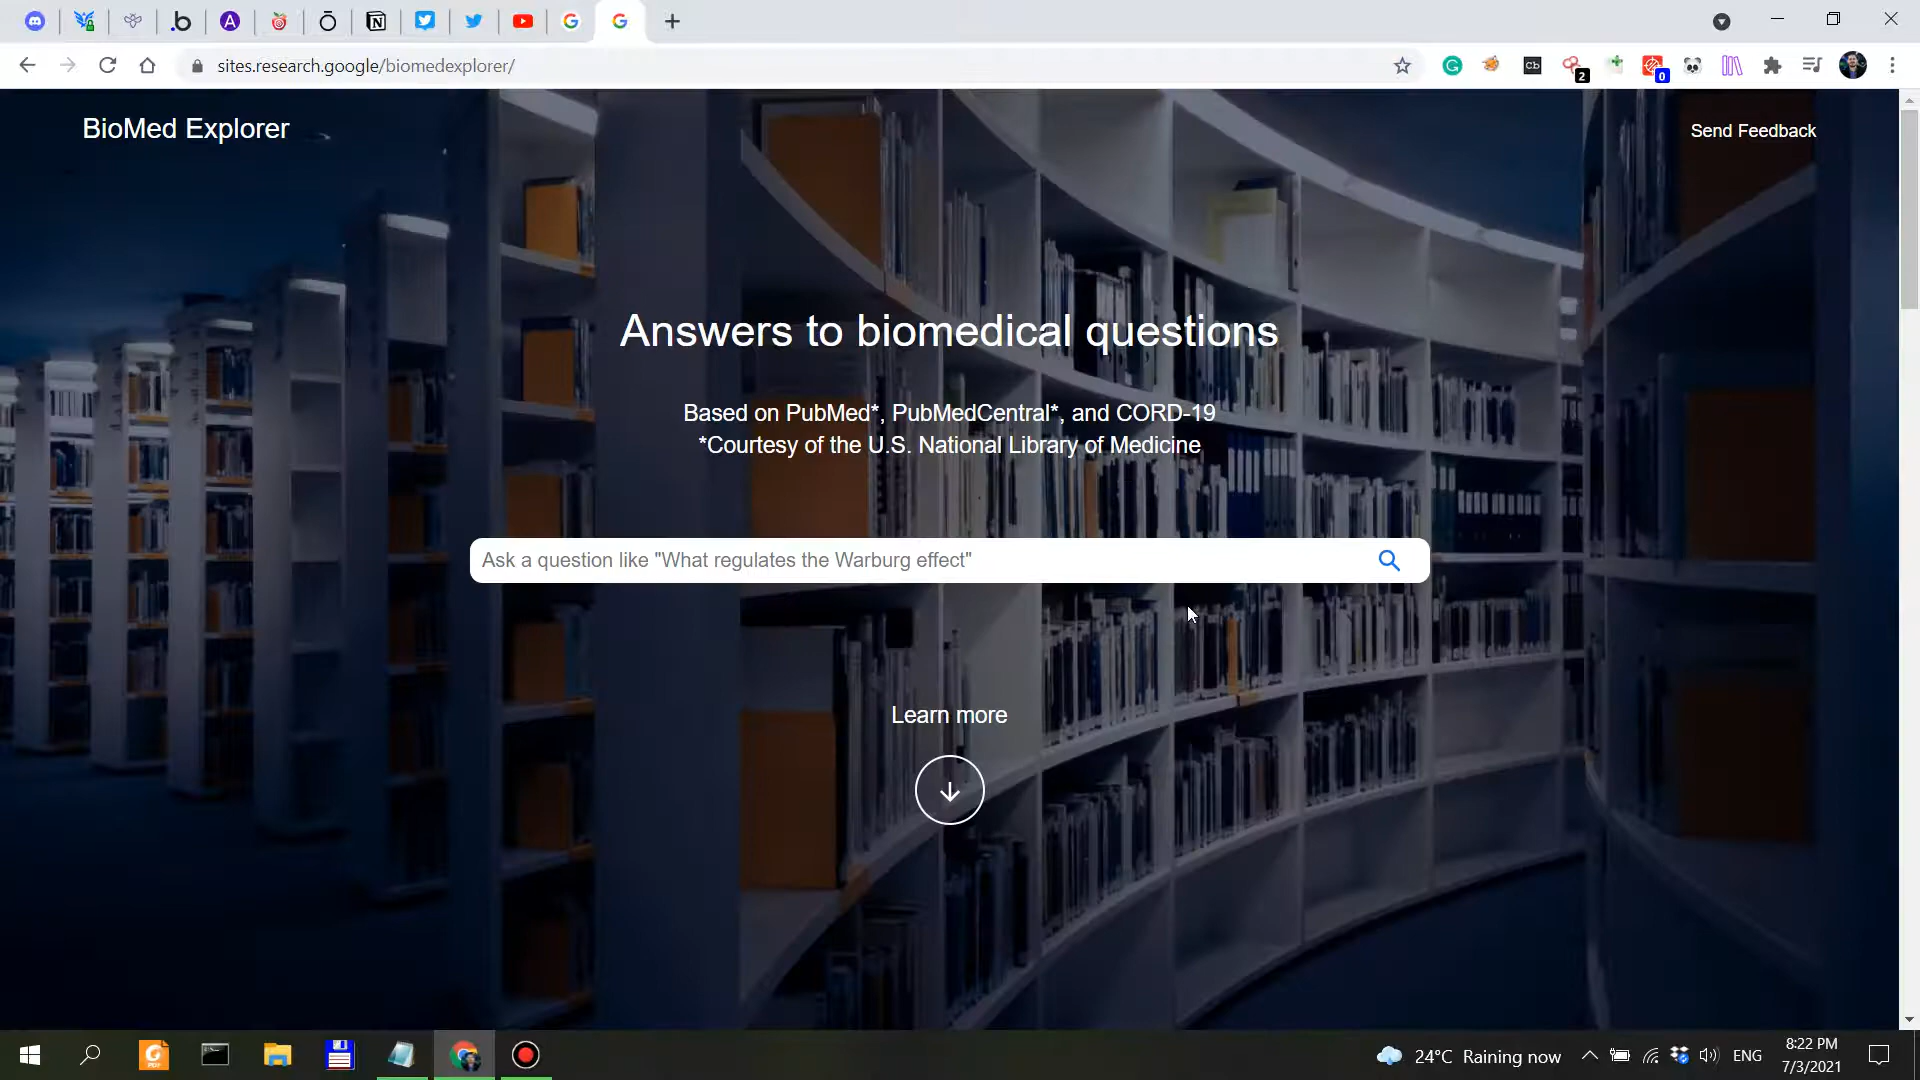 sites.research.google/biomedexplorer/
2
0
BioMed Explorer
Send Feedback
Answers to biomedical questions
Based on PubMed*, PubMedCentral*, and CORD-19
*Courtesy of the U.S. National Library of Medicine
Ask a question like "What regulates the Warburg effect"
Learn more
24°C Raining now
ENG
8:22 PM
7/3/2021